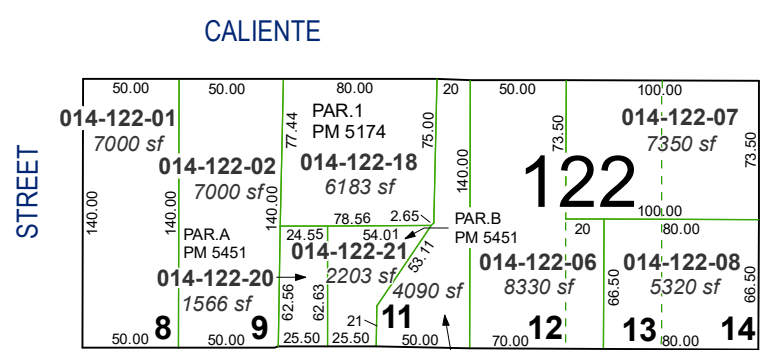 CALIENTE
STREET
50.00 50.00 80.00 20 50.00 100.00
014-122-01
7000 sf
014-122-02
7000 sf
PAR.1
PM 5174
014-122-18
6183 sf
77.44
75.00
140.00
73.50
014-122-07
7350 sf
73.50
122
140.00
140.00
140.00
78.56 2.65
PAR.A
PM 5451
24.55 54.01
PAR.B
PM 5451
100.00
20 80.00
014-122-20
1566 sf
014-122-21
2203 sf
53.11
4090 sf
014-122-06
8330 sf
014-122-08
5320 sf
62.56
62.63
66.50
66.50
21
8 9 11 12 13 14
50.00 50.00 25.50 25.50 50.00 70.00 80.00